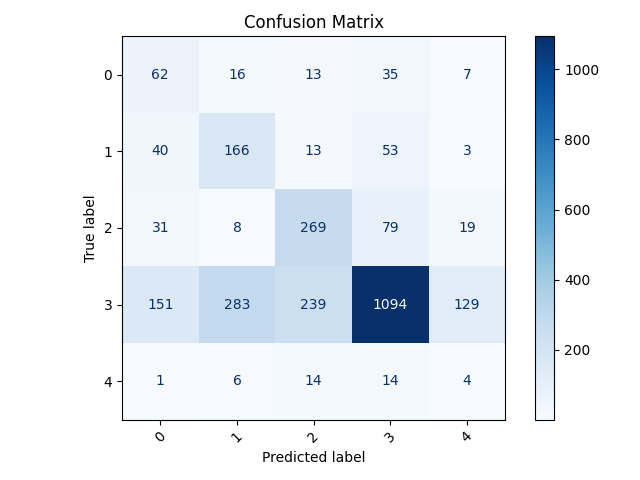 Confusion Matrix
True label
0 62 16 13 35 7
1 40 166 13 53 3
2 31 8 269 79 19
3 151 283 239 1094 129
4 1 6 14 14 4
0 1 2 3 4
Predicted label
1000
800
600
400
200